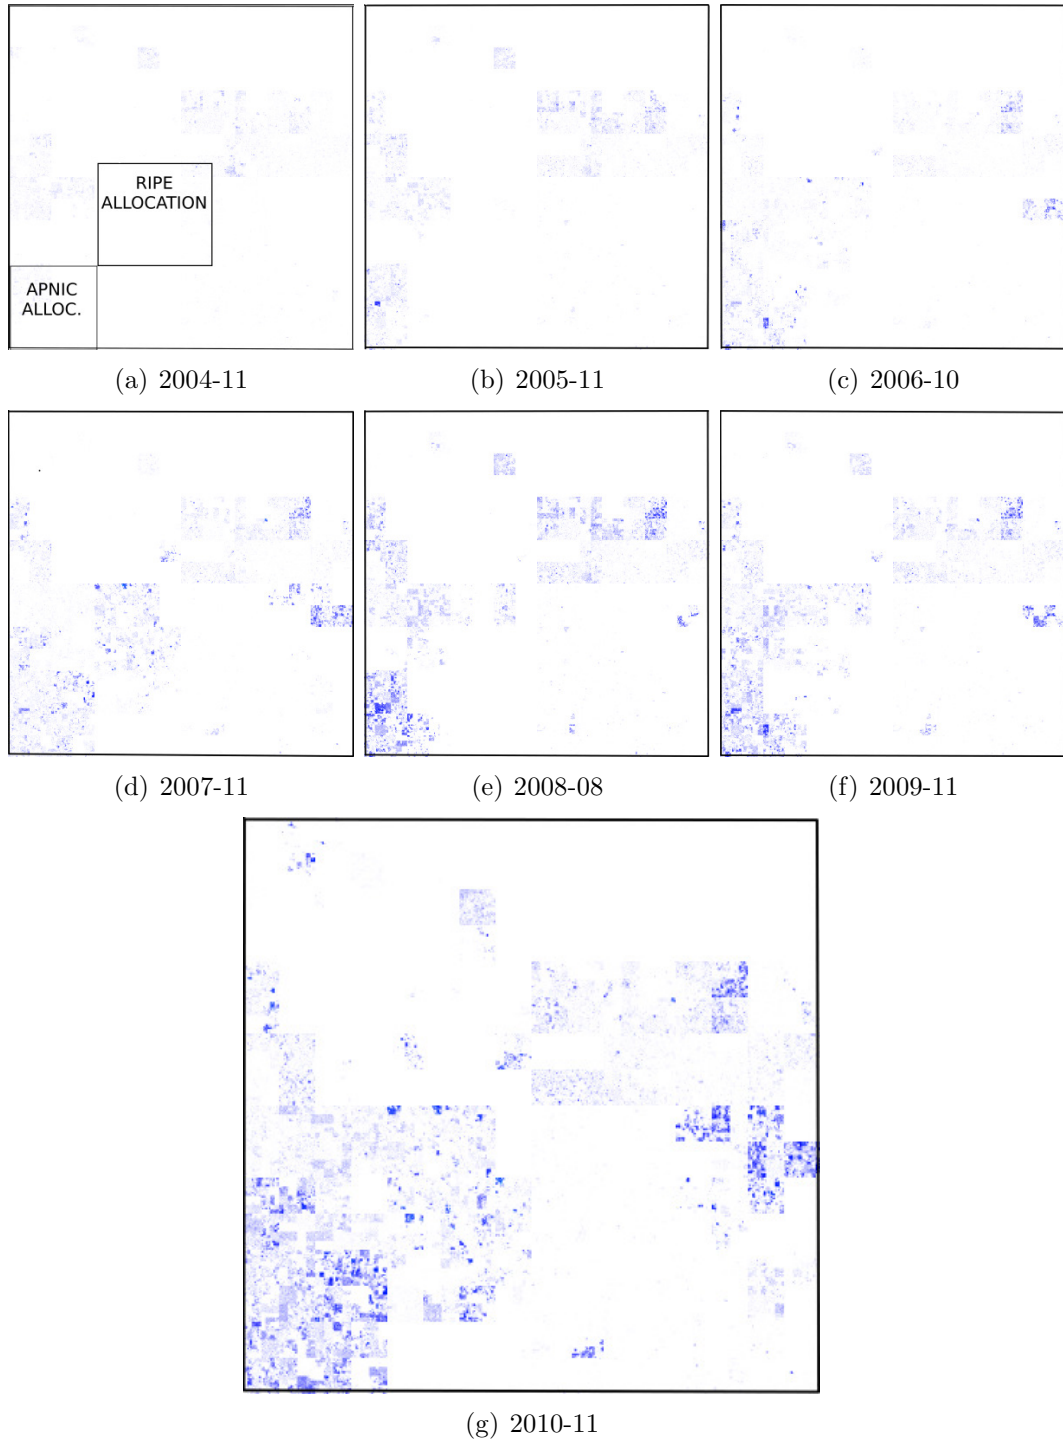 RIPE
ALLOCATION
APNIC
ALLOC.
(a) 2004-11
(b) 2005-11
(c) 2006-10
(d) 2007-11
(e) 2008-08
(f) 2009-11
(g) 2010-11